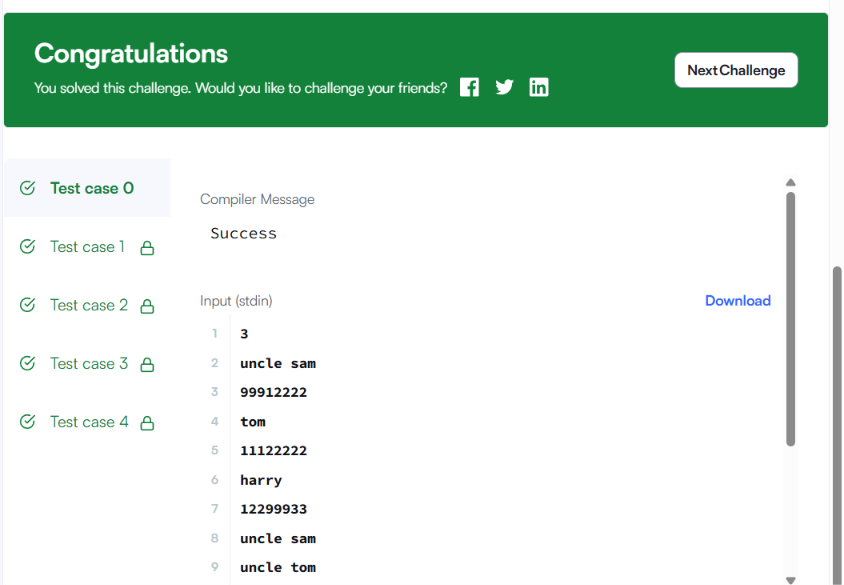 Congratulations
You solved this challenge. Would you like to challenge your friends?
Next Challenge
Test case 0
Test case 1
Test case 2
Test case 3
Test case 4
Compiler Message
Success
Input (stdin)
Download
1 3
2 uncle sam
3 99912222
4 tom
5 11122222
6 harry
7 12299933
8 uncle sam
9 uncle tom